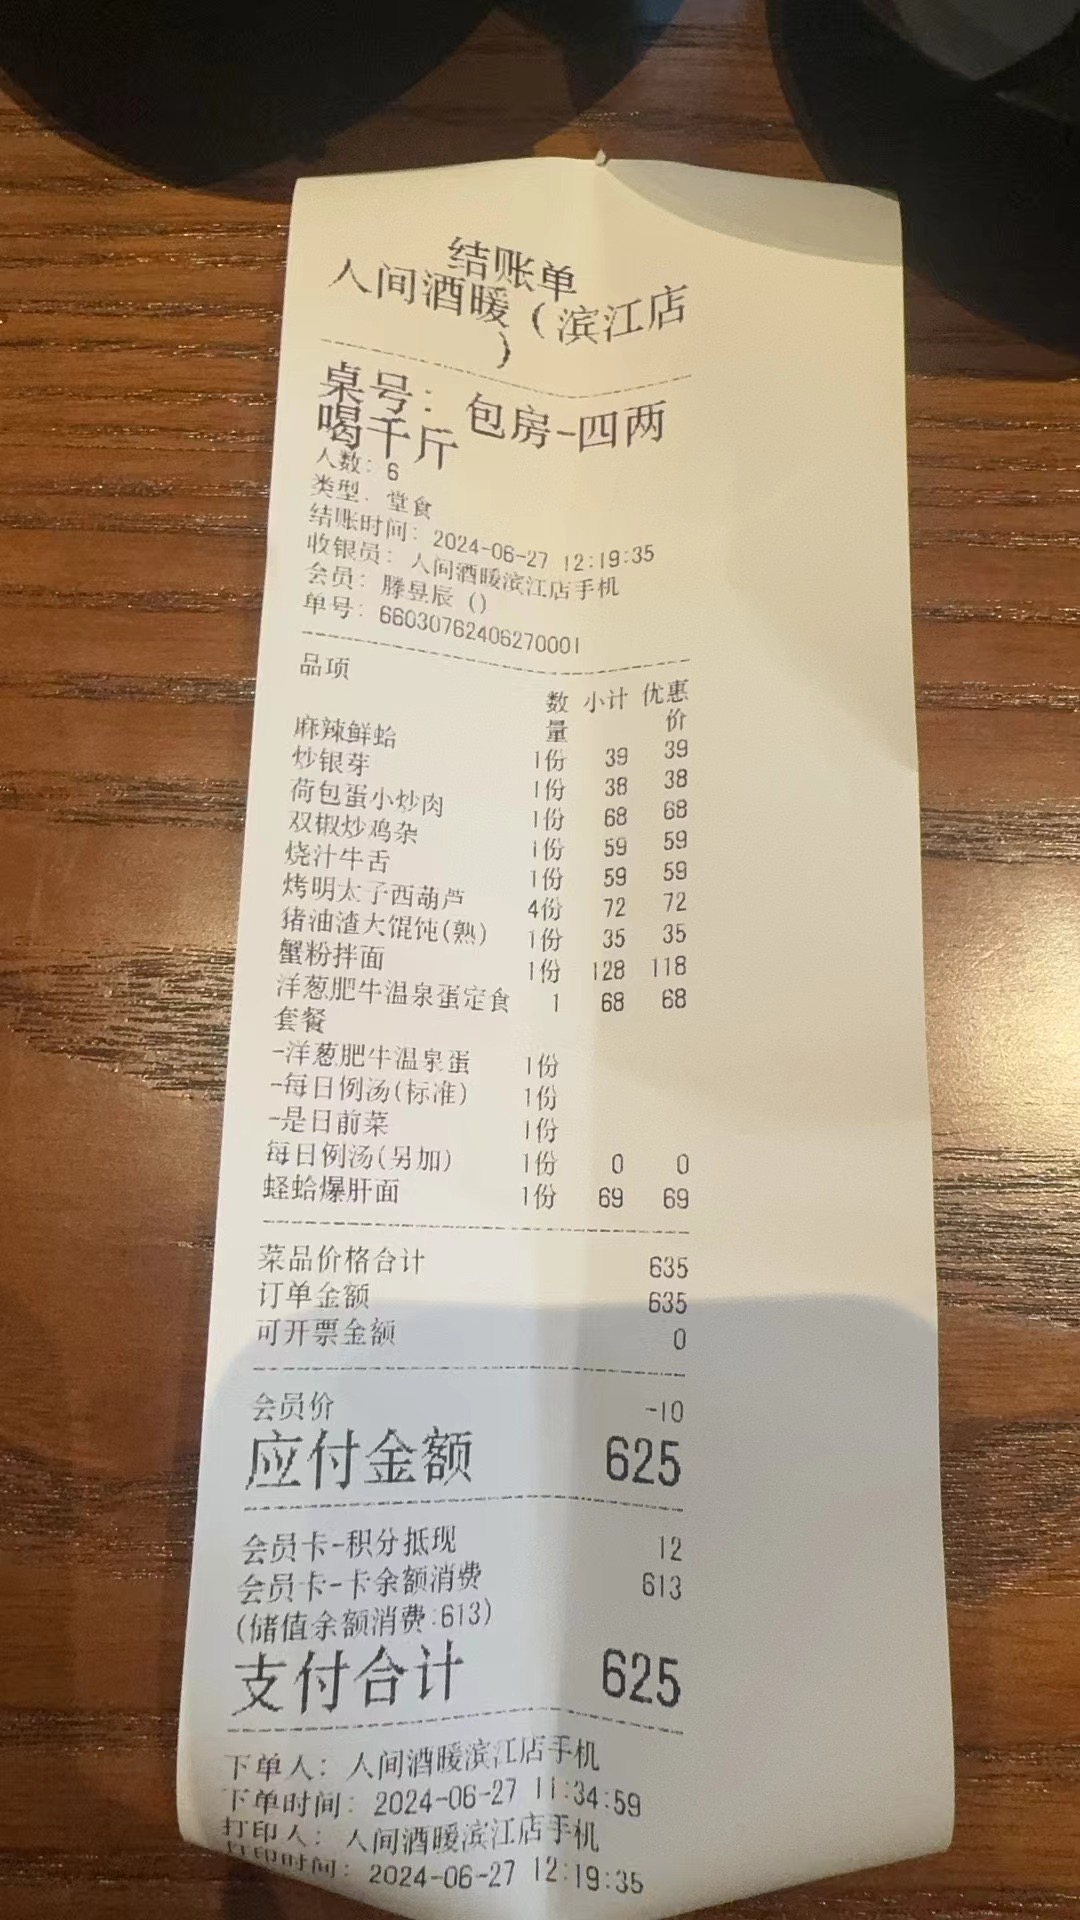 结账单
人间酒暖（滨江店
）
桌号：包房-四两
喝千斤
人数：6
类型：堂食
结账时间：2024-06-27 12:19:35
收银员：人间酒暖滨江店手机
会员：滕昱辰 ()
单号：66030762406270001
品项 数量 小计 优惠价
麻辣鲜蛤 1份 39 39
炒银芽 1份 38 38
荷包蛋小炒肉 1份 68 68
双椒炒鸡杂 1份 59 59
烧汁牛舌 1份 59 59
烤明太子西葫芦 4份 72 72
猪油渣大馄饨(熟) 1份 35 35
蟹粉拌面 1份 128 118
洋葱肥牛温泉蛋定食 1 68 68
套餐
-洋葱肥牛温泉蛋 1份
-每日例汤(标准) 1份
-是日前菜 1份
每日例汤(另加) 1份 0 0
蛏蛤爆肝面 1份 69 69
菜品价格合计 635
订单金额 635
可开票金额 0
会员价 -10
应付金额 625
会员卡-积分抵现 12
会员卡-卡余额消费 613
(储值余额消费:613)
支付合计 625
下单人：人间酒暖滨江店手机
下单时间：2024-06-27 11:34:59
打印人：人间酒暖滨江店手机
打印时间：2024-06-27 12:19:35